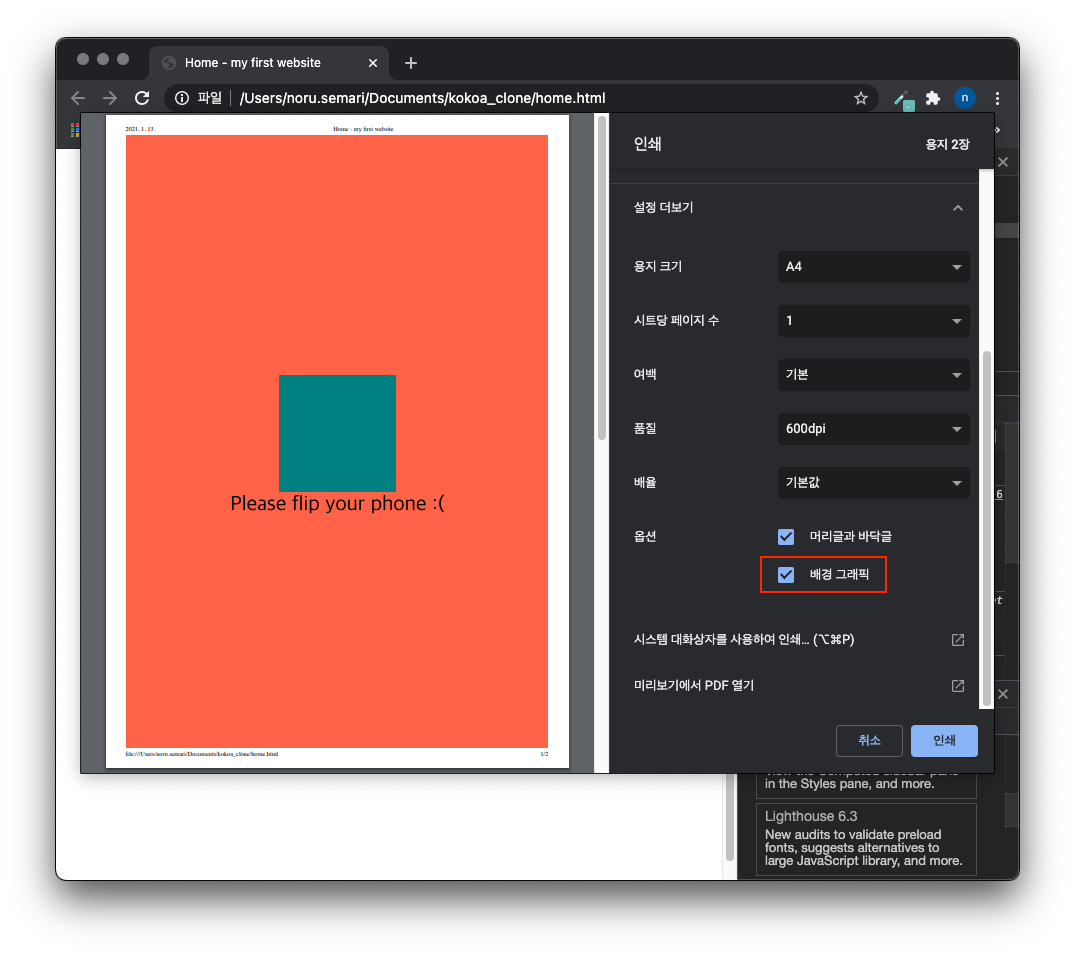 Home - my first website
파일
/Users/noru.semari/Documents/kokoa_clone/home.html
n
2021. 1. 13.
Home - my first website
Please flip your phone :(
file:///Users/noru.semari/Documents/kokoa_clone/home.html
1/2
인쇄
용지 2장
설정 더보기
용지 크기
A4
시트당 페이지 수
1
여백
기본
품질
600dpi
배율
기본값
옵션
머리글과 바닥글
배경 그래픽
시스템 대화상자를 사용하여 인쇄... (⌥⌘P)
미리보기에서 PDF 열기
취소
인쇄
6
in the Styles pane, and more.
Lighthouse 6.3
New audits to validate preload
fonts, suggests alternatives to
large JavaScript library, and more.